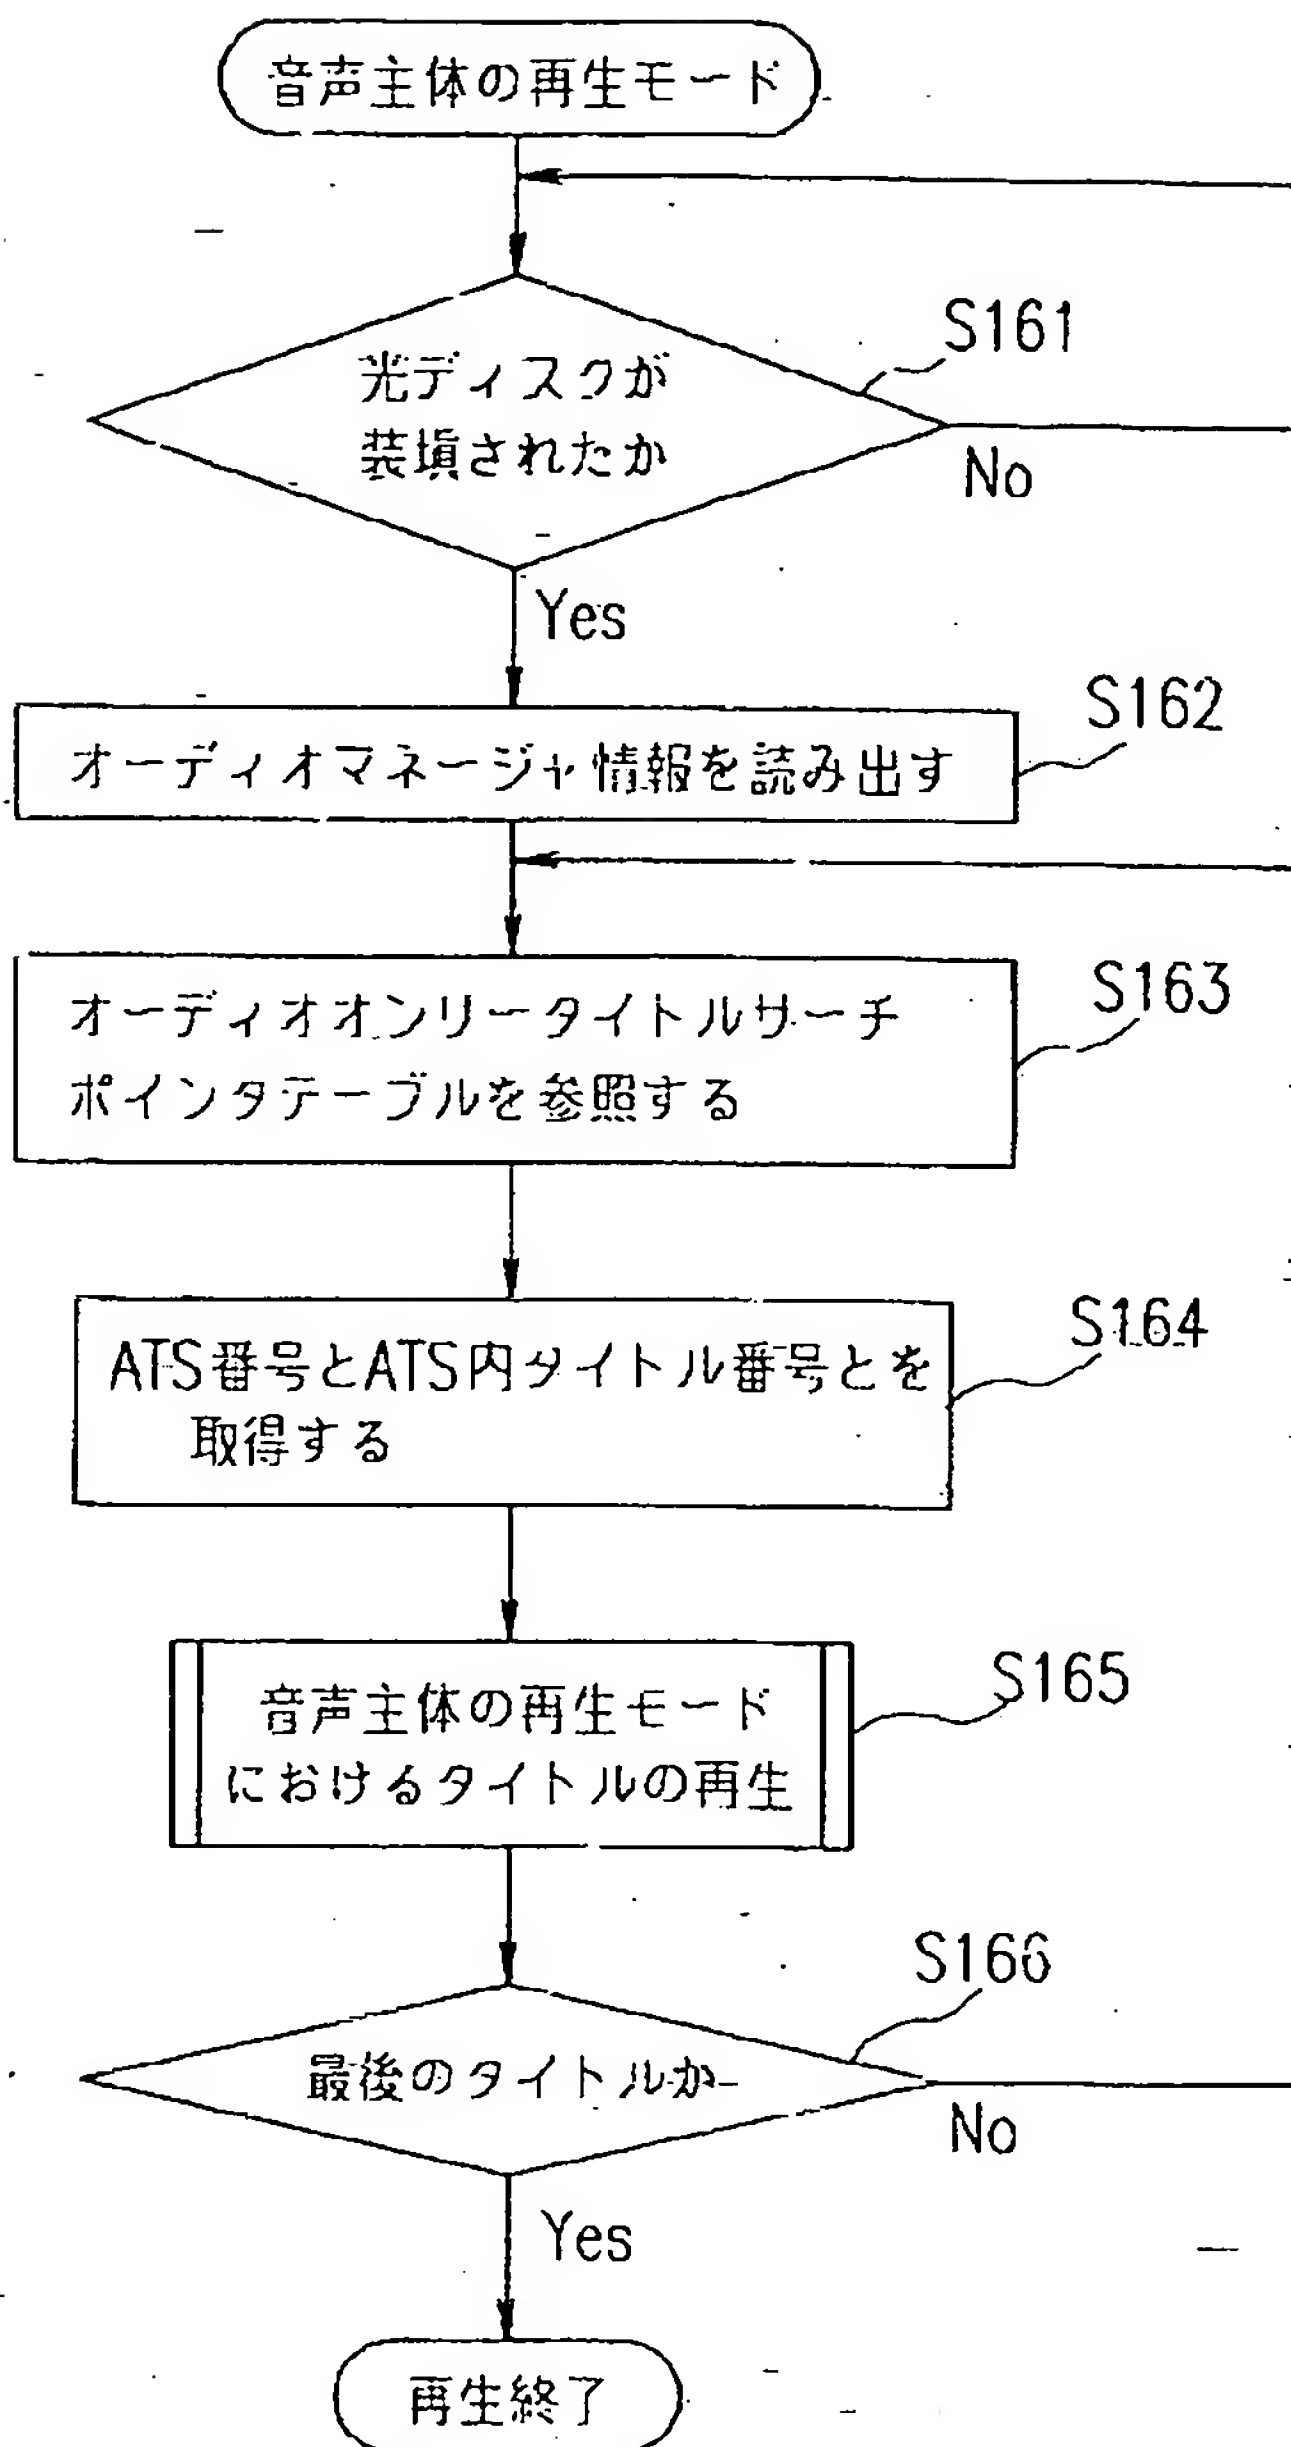 音声主体の再生モード
S161
光ディスクが
装填されたか
No
Yes
S162
オーディオマネージャ情報を読み出す
S163
オーディオオンリータイトルサーチ
ポインタテーブルを参照する
S164
ATS番号とATS内タイトル番号とを
取得する
S165
音声主体の再生モード
におけるタイトルの再生
S166
最後のタイトルか
No
Yes
再生終了